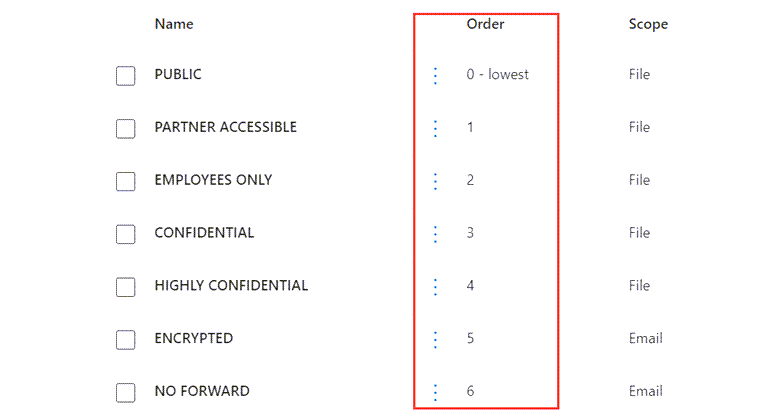 Name Order Scope
PUBLIC 0 - lowest File
PARTNER ACCESSIBLE 1 File
EMPLOYEES ONLY 2 File
CONFIDENTIAL 3 File
HIGHLY CONFIDENTIAL 4 File
ENCRYPTED 5 Email
NO FORWARD 6 Email